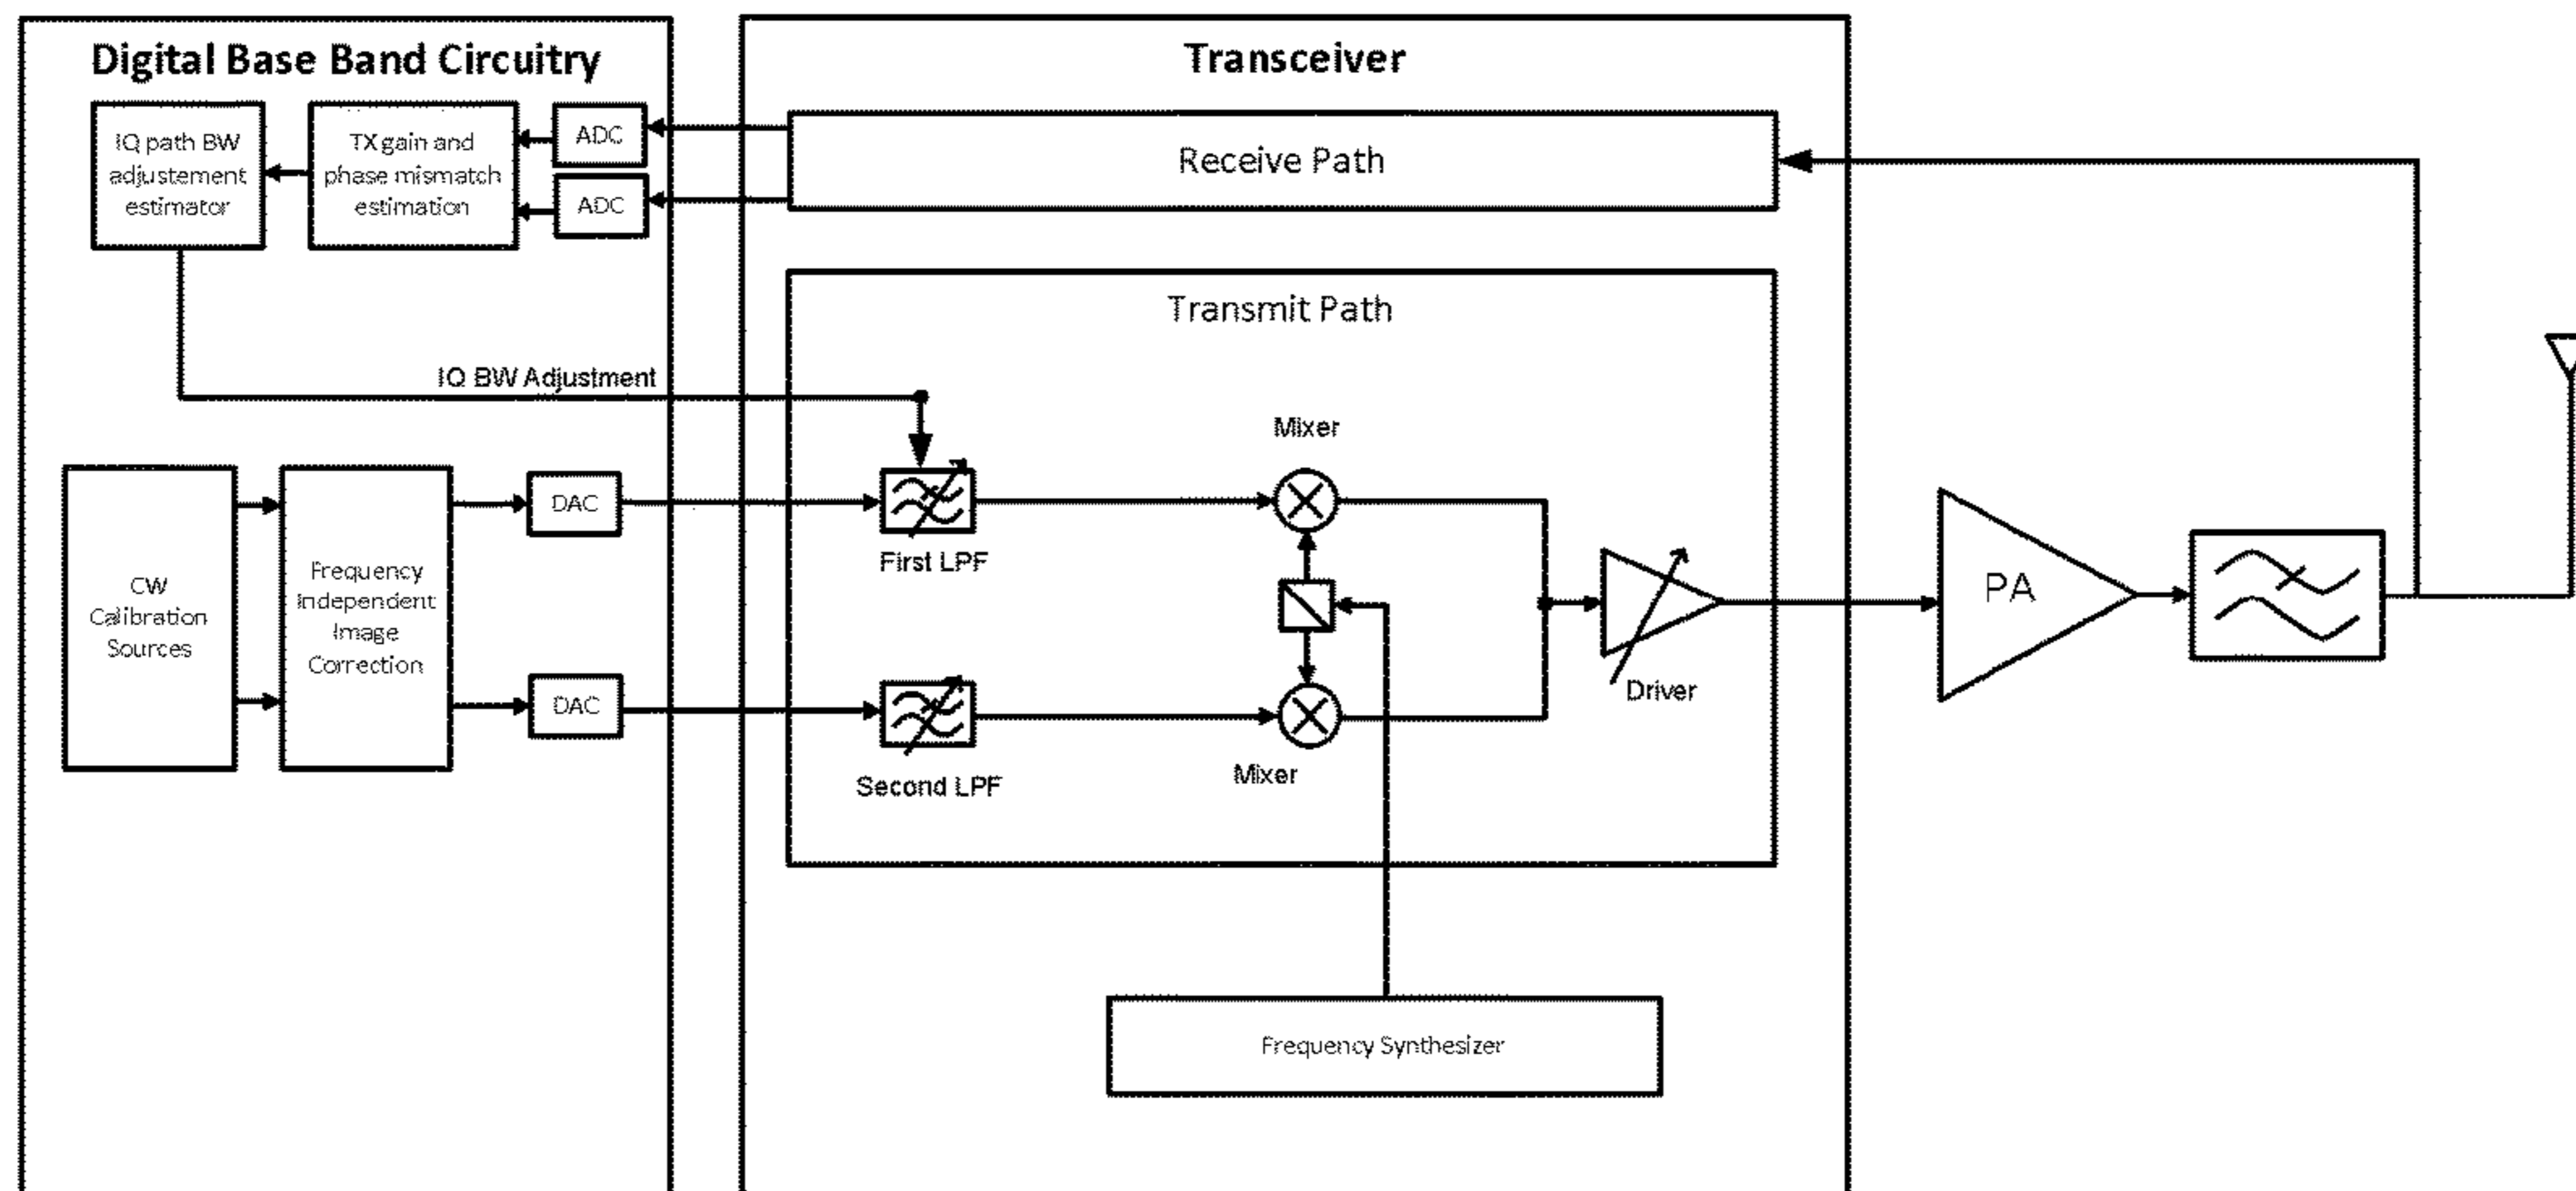 Digital Base Band Circuitry
Transceiver
IQ path BW
adjustement
estimator
TX gain and
phase mismatch
estimation
ADC
ADC
Receive Path
Transmit Path
IQ BW Adjustment
Mixer
CW
Calibration
Sources
Frequency
Independent
Image
Correction
DAC
DAC
First LPF
Second LPF
Mixer
Driver
PA
Frequency Synthesizer